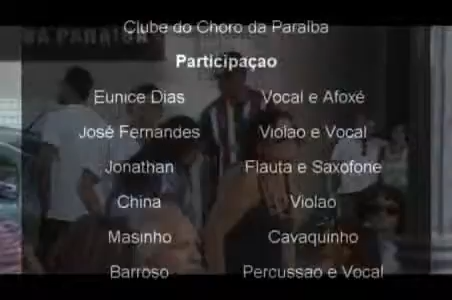 Clube do Choro da Paraíba
Participaçao
Eunice Dias Vocal e Afoxé
José Fernandes Violao e Vocal
Jonathan Flauta e Saxofone
China Violao
Masinho Cavaquinho
Barroso Percussao e Vocal